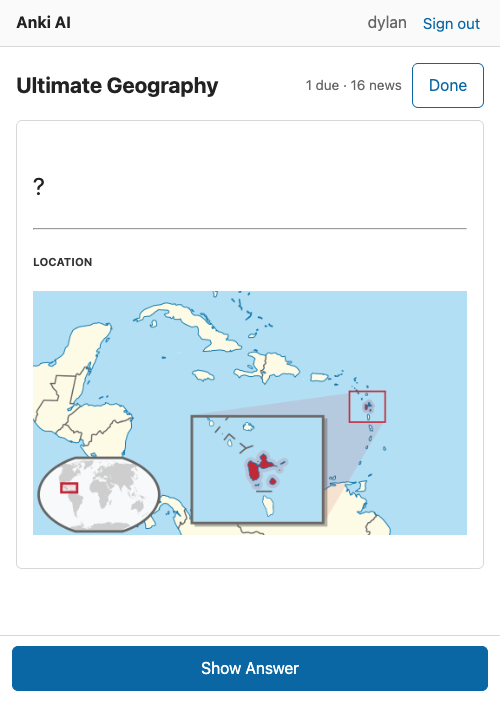 Anki AI
dylan Sign out
Ultimate Geography
1 due · 16 news
Done
?
LOCATION
Show Answer